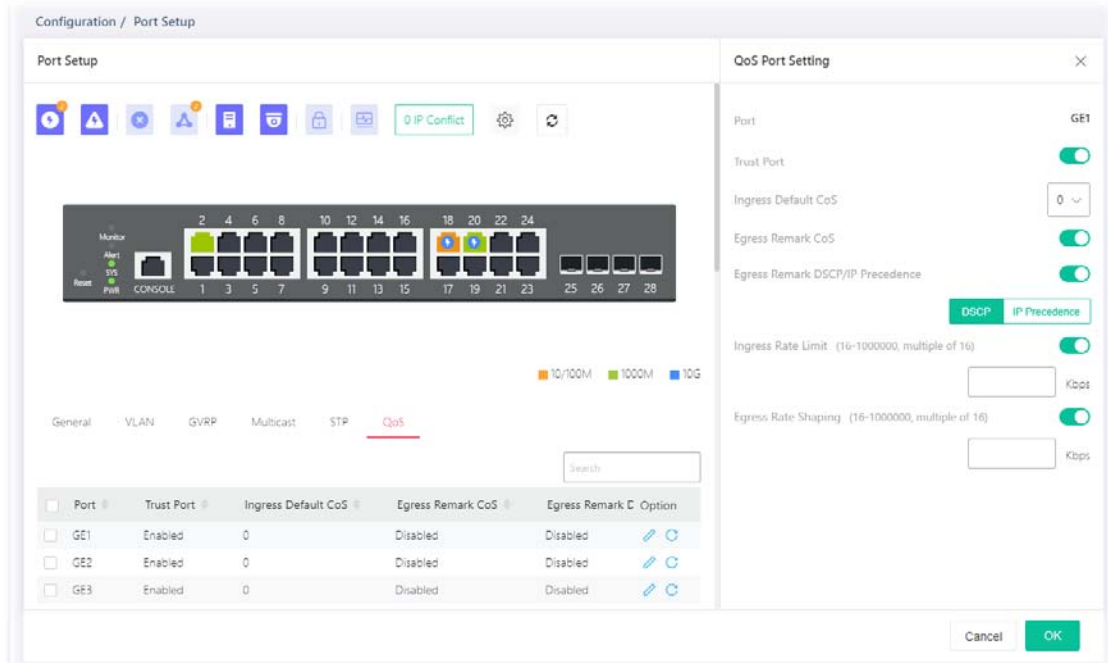 Configuration / Port Setup
Port Setup
0 IP Conflict
2 4 6 8 10 12 14 16 18 20 22 24
Monitor
Alert
SYS
Reset PWR CONSOLE 1 3 5 7 9 11 13 15 17 19 21 23 25 26 27 28
10/100M 1000M 10G
General VLAN GVRP Multicast STP QoS
Search
Port Trust Port Ingress Default CoS Egress Remark CoS Egress Remark D Option
GE1 Enabled 0 Disabled Disabled
GE2 Enabled 0 Disabled Disabled
GE3 Enabled 0 Disabled Disabled
QoS Port Setting
Port GE1
Trust Port
Ingress Default CoS 0
Egress Remark CoS
Egress Remark DSCP/IP Precedence
DSCP IP Precedence
Ingress Rate Limit (16-1000000, multiple of 16)
Kbps
Egress Rate Shaping (16-1000000, multiple of 16)
Kbps
Cancel OK